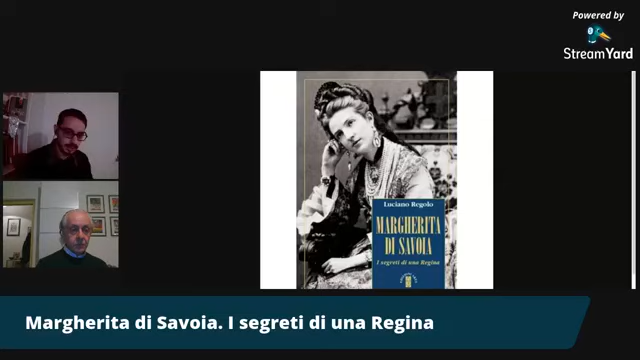 Powered by
StreamYard
Luciano Regolo
MARGHERITA
DI SAVOIA
I segreti di una Regina
Margherita di Savoia. I segreti di una Regina